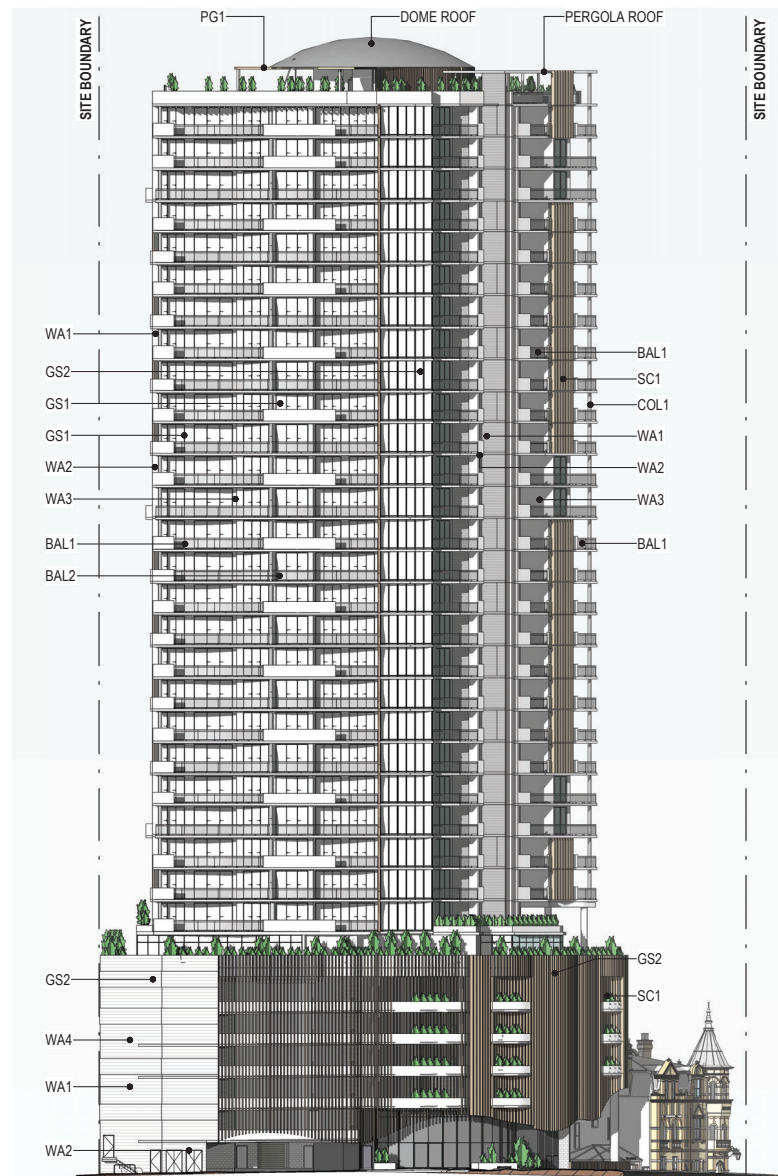 PG1
DOME ROOF
PERGOLA ROOF
SITE BOUNDARY
SITE BOUNDARY
WA1
GS2
GS1
GS1
WA2
WA3
BAL1
BAL2
BAL1
SC1
COL1
WA1
WA2
WA3
BAL1
GS2
WA4
WA1
WA2
GS2
SC1